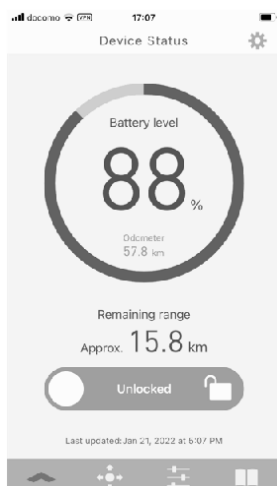 docomo VPN 17:07
Device Status
Battery level
88 %
Odometer
57.8 km
Remaining range
Approx. 15.8 km
Unlocked
Last updated:Jan 21, 2022 at 5:07 PM